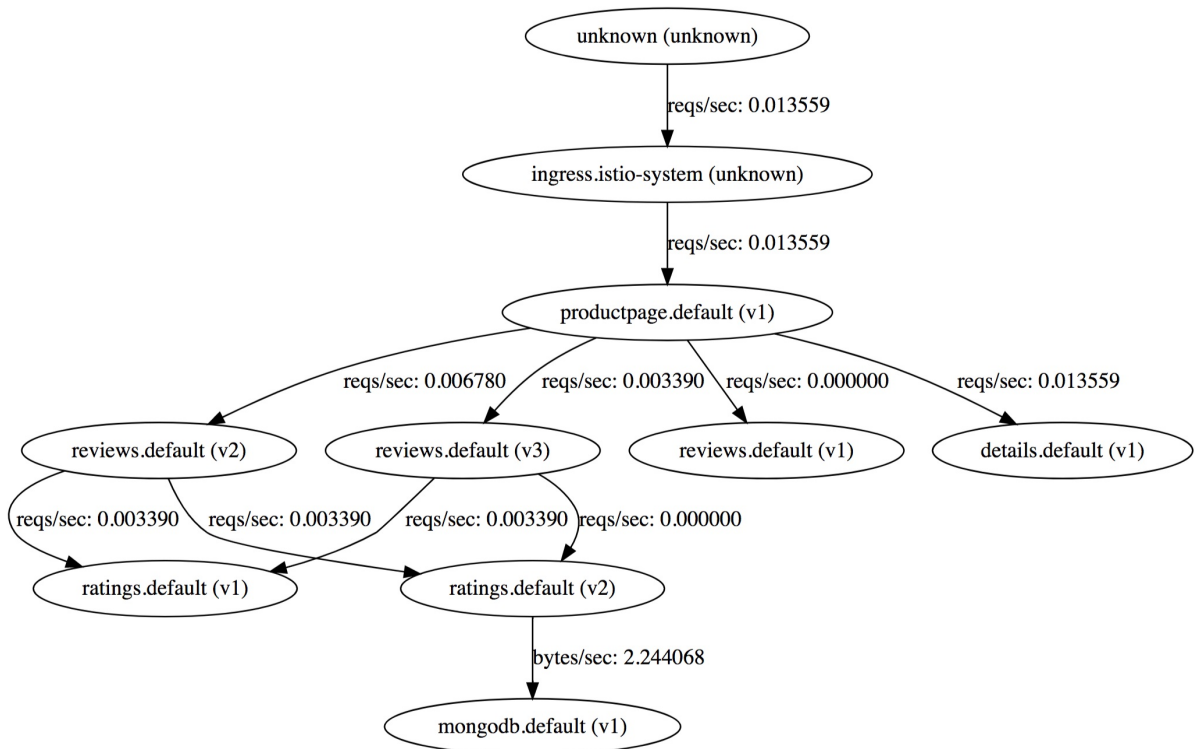 unknown (unknown)
reqs/sec: 0.013559
ingress.istio-system (unknown)
reqs/sec: 0.013559
productpage.default (v1)
reqs/sec: 0.006780
reqs/sec: 0.003390
reqs/sec: 0.000000
reqs/sec: 0.013559
reviews.default (v2)
reviews.default (v3)
reviews.default (v1)
details.default (v1)
reqs/sec: 0.003390
reqs/sec: 0.003390
reqs/sec: 0.003390
reqs/sec: 0.000000
ratings.default (v1)
ratings.default (v2)
bytes/sec: 2.244068
mongodb.default (v1)